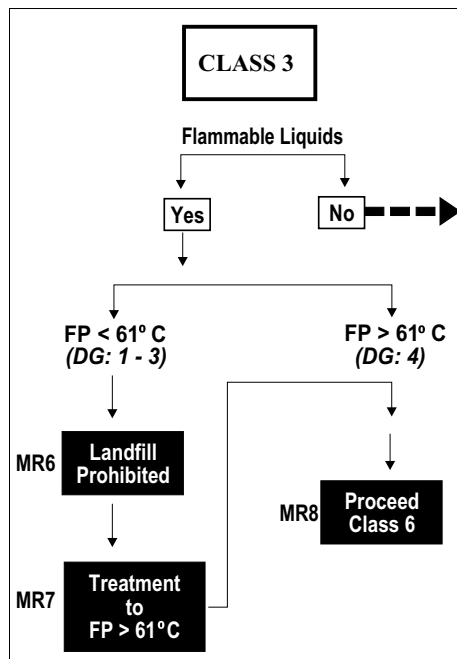 CLASS 3
Flammable Liquids
Yes
No
FP < 61º C
(DG: 1 - 3)
FP > 61º C
(DG: 4)
MR6
Landfill
Prohibited
MR8
Proceed
Class 6
MR7
Treatment
to
FP > 61ºC